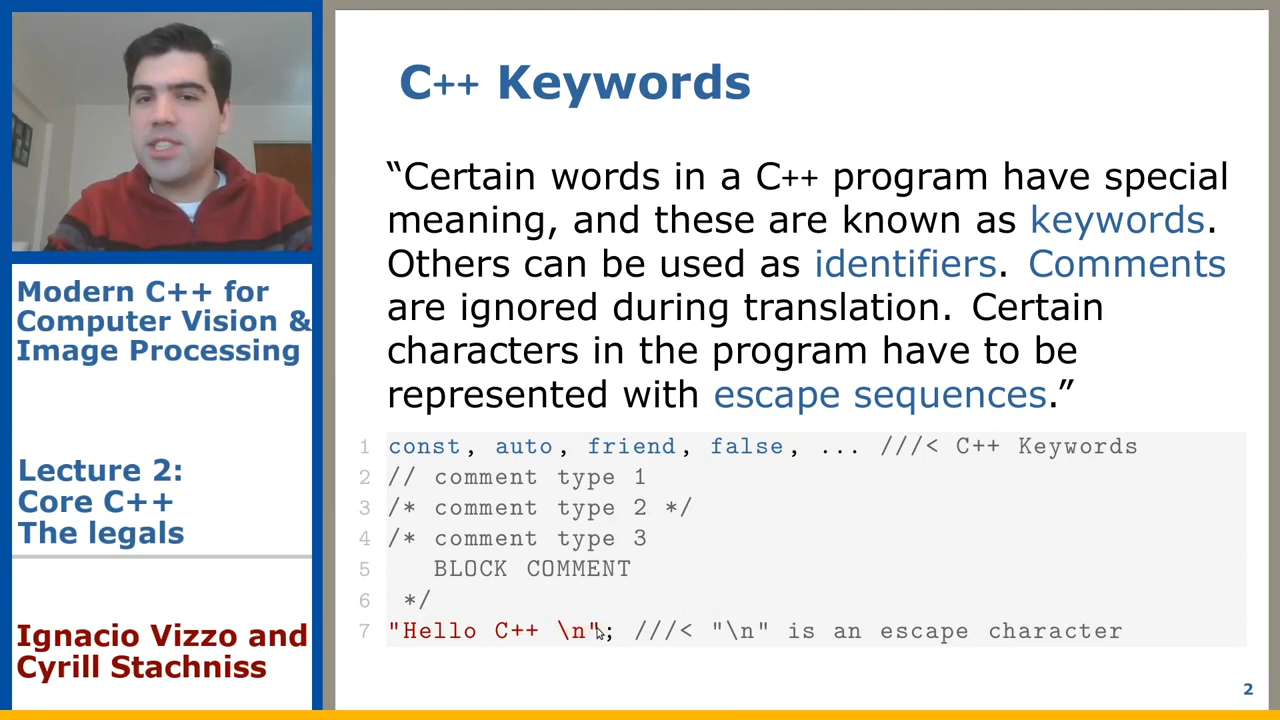 C++ Keywords
“Certain words in a C++ program have special
meaning, and these are known as keywords.
Others can be used as identifiers. Comments
are ignored during translation. Certain
characters in the program have to be
represented with escape sequences.”
1 const, auto, friend, false, ... ///< C++ Keywords
2 // comment type 1
3 /* comment type 2 */
4 /* comment type 3
5 BLOCK COMMENT
6 */
7 "Hello C++ \n"; ///< "\n" is an escape character
2
Modern C++ for
Computer Vision &
Image Processing
Lecture 2:
Core C++
The legals
Ignacio Vizzo and
Cyrill Stachniss